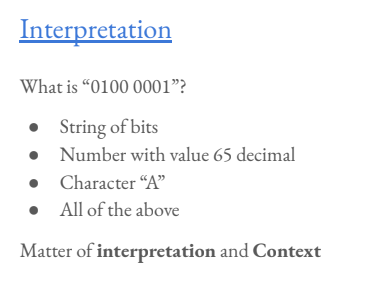 Interpretation
What is “0100 0001”?
● String of bits
● Number with value 65 decimal
● Character “A”
● All of the above
Matter of interpretation and Context